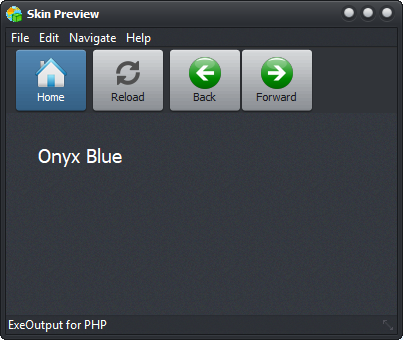 Skin Preview
File Edit Navigate Help
Home Reload Back Forward
Onyx Blue
ExeOutput for PHP